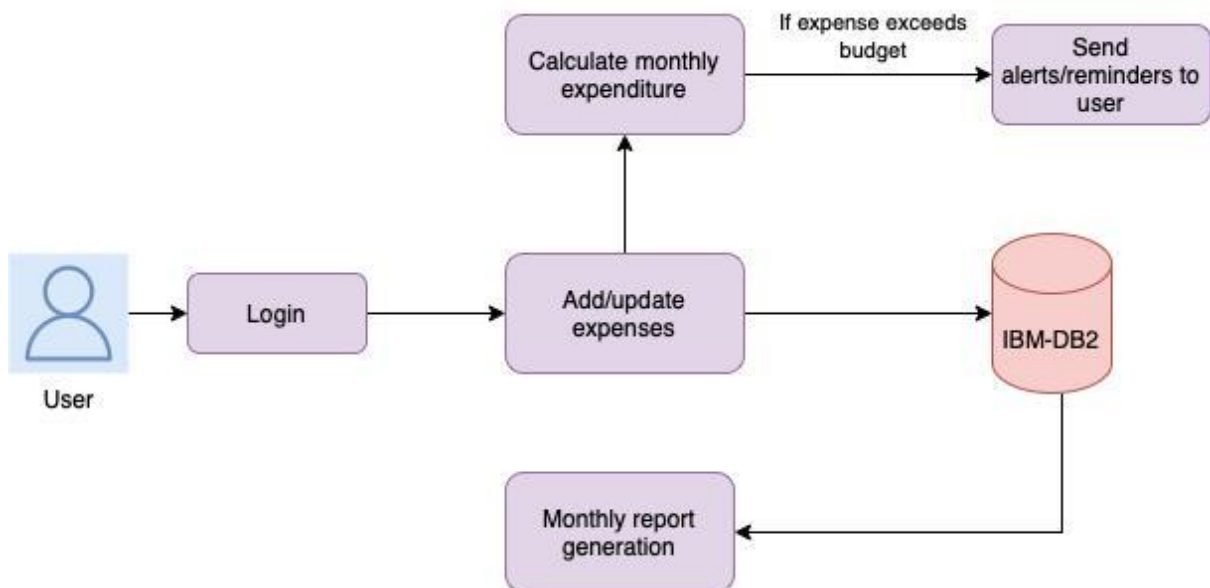 If expense exceeds
budget
Calculate monthly
expenditure
Send
alerts/reminders to
user
Login
Add/update
expenses
IBM-DB2
User
Monthly report
generation